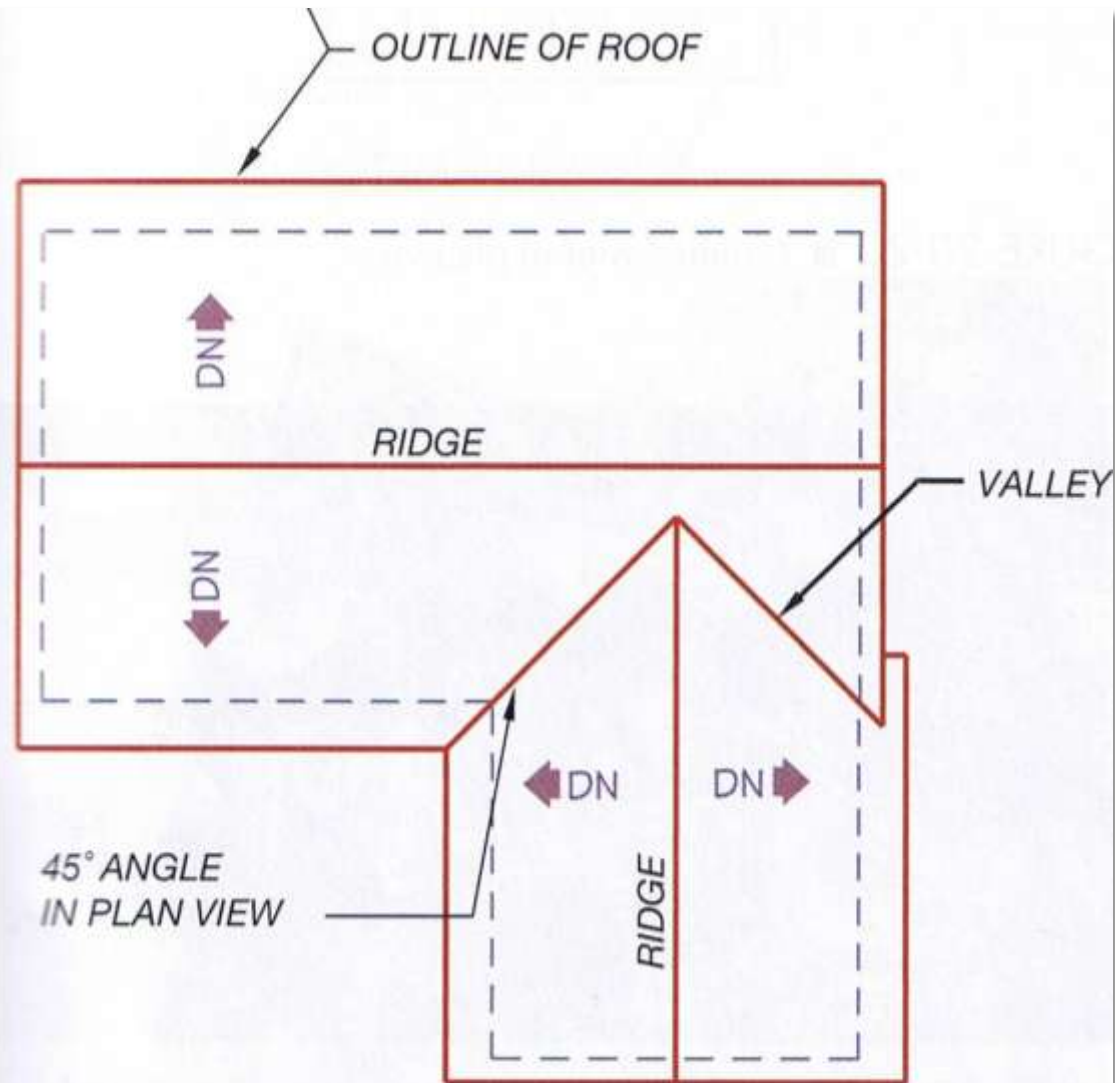 OUTLINE OF ROOF
DN
RIDGE
VALLEY
DN
DN
DN
45° ANGLE
IN PLAN VIEW
RIDGE